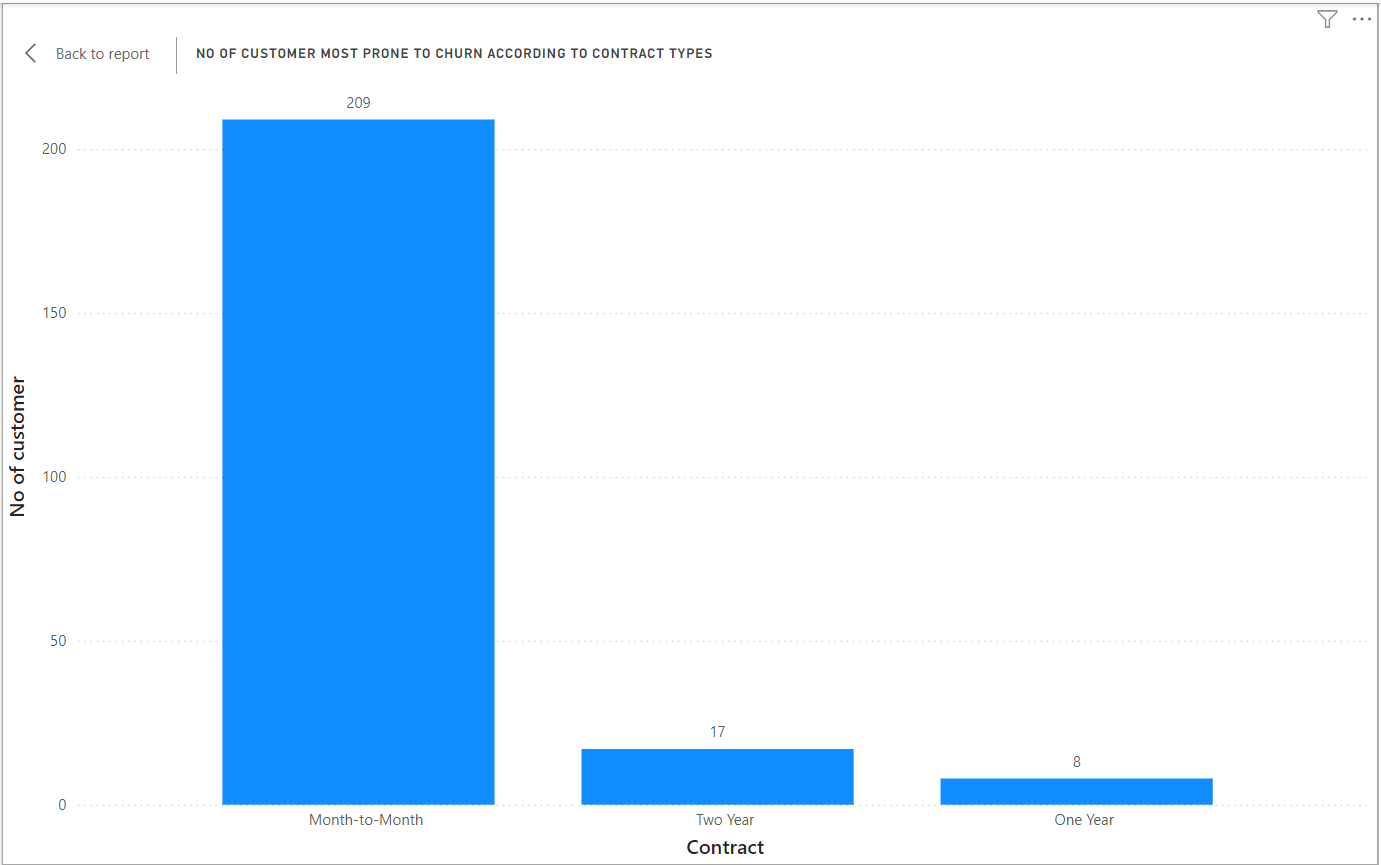 Back to report
NO OF CUSTOMER MOST PRONE TO CHURN ACCORDING TO CONTRACT TYPES
209
200
150
100
50
0
No of customer
17
8
Month-to-Month
Two Year
One Year
Contract